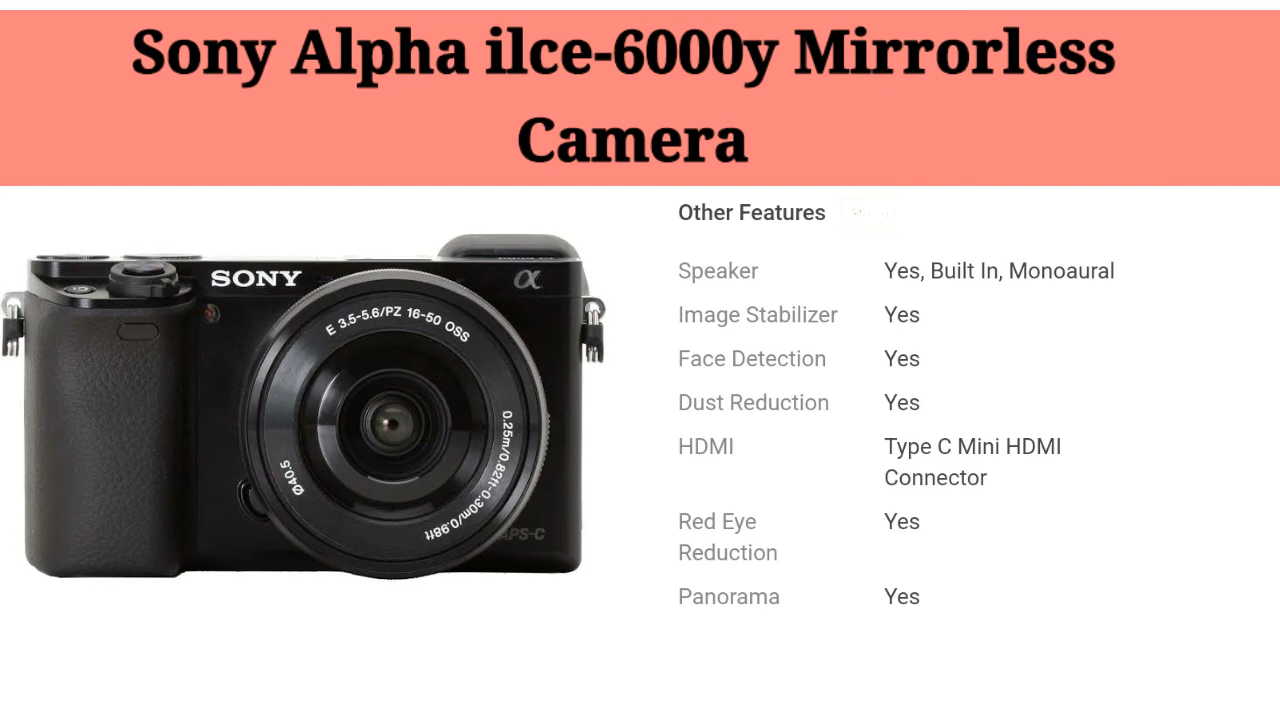 Sony Alpha ilce-6000y Mirrorless
Camera
Other Features
SONY
α
E 3.5-5.6/PZ 16-50 OSS
0.25m/0.82ft-0.30m/0.98ft
Ø40.5
APS-C
Speaker Yes, Built In, Monoaural
Image Stabilizer Yes
Face Detection Yes
Dust Reduction Yes
HDMI Type C Mini HDMI
Connector
Red Eye Yes
Reduction
Panorama Yes